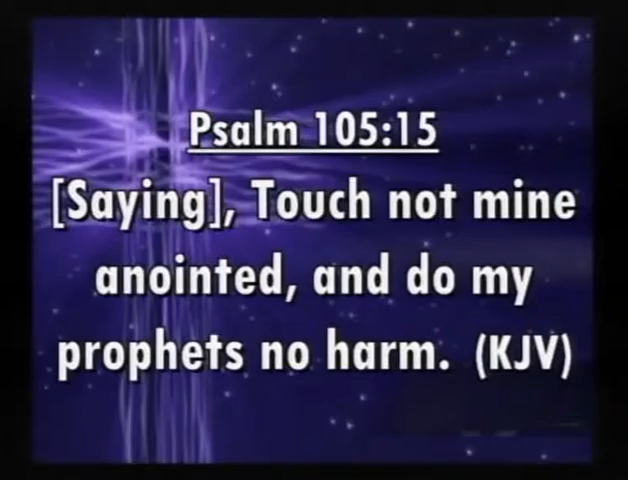 Psalm 105:15
[Saying], Touch not mine
anointed, and do my
prophets no harm. (KJV)